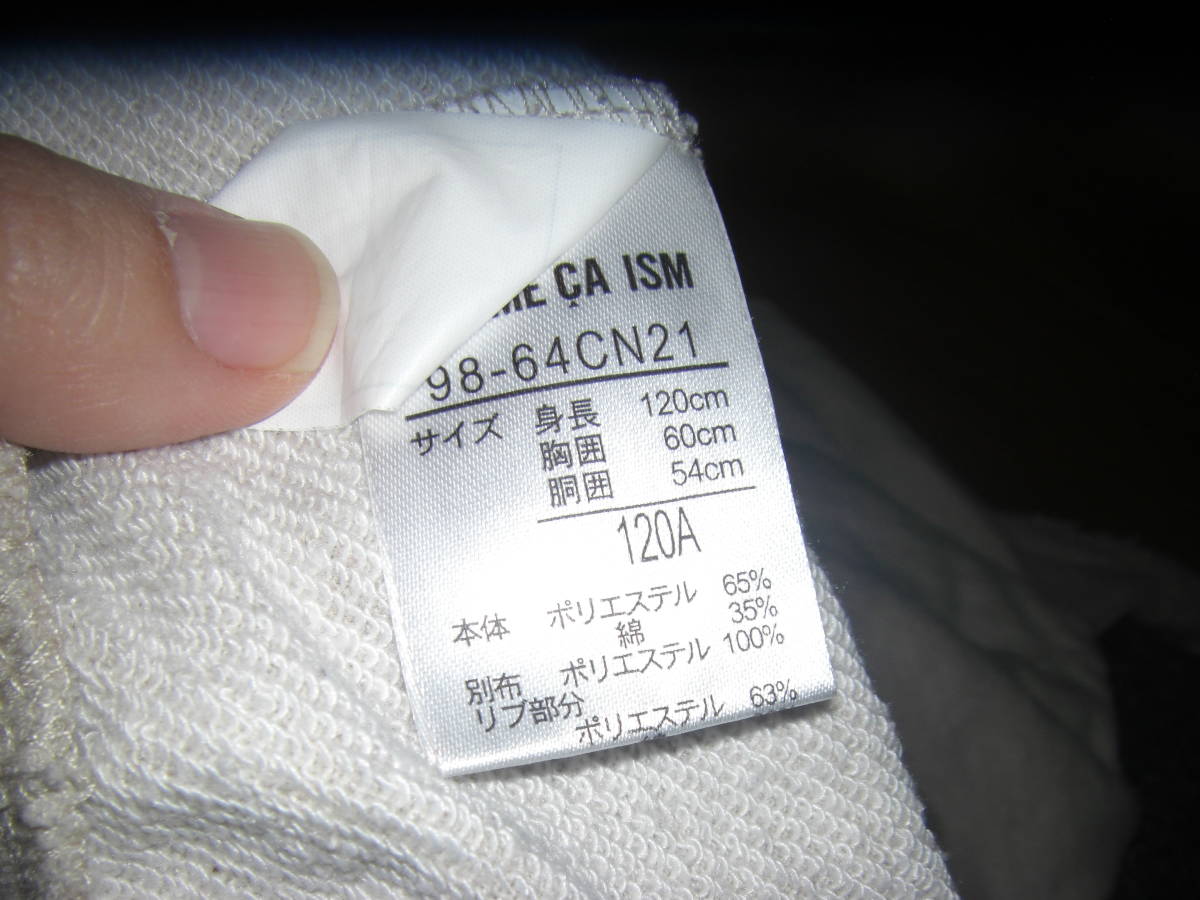 ME ÇA ISM
98-64CN21
サイズ 身長 120cm
胸囲 60cm
胴囲 54cm
120A
本体 ポリエステル 65%
綿 35%
別布 ポリエステル 100%
リブ部分
ポリエステル 63%